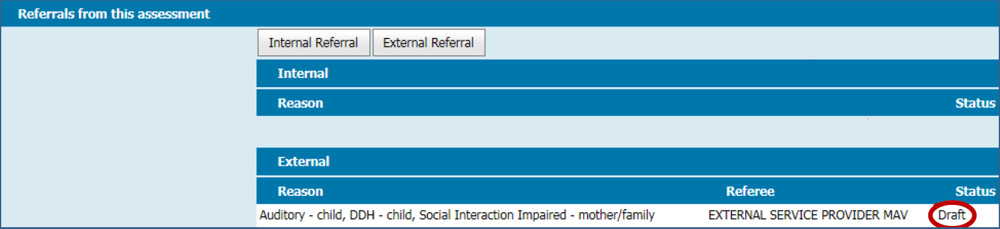 Referrals from this assessment
Internal Referral External Referral
Internal
Reason Status
External
Reason Referee Status
Auditory - child, DDH - child, Social Interaction Impaired - mother/family EXTERNAL SERVICE PROVIDER MAV Draft